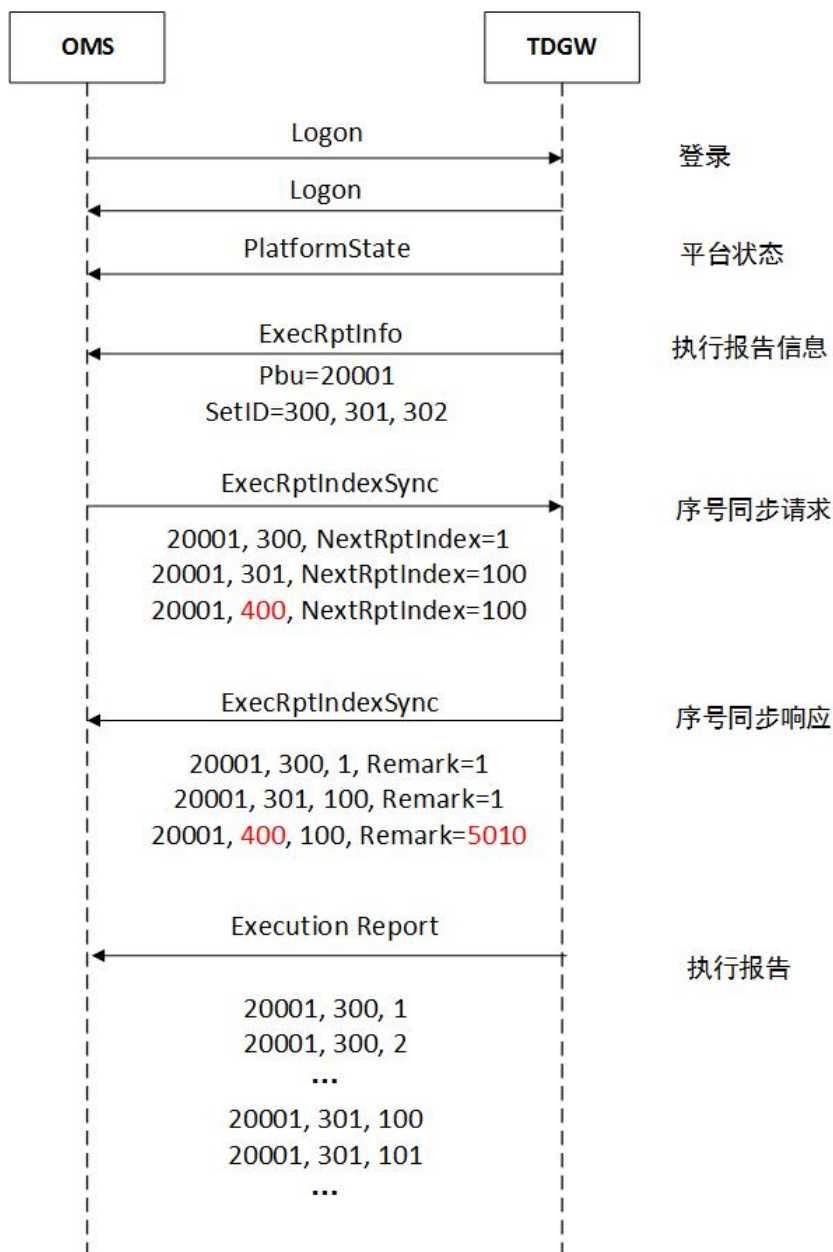 OMS
TDGW
Logon
登录
Logon
PlatformState
平台状态
ExecRptInfo
执行报告信息
Pbu=20001
SetID=300, 301, 302
ExecRptIndexSync
序号同步请求
20001, 300, NextRptIndex=1
20001, 301, NextRptIndex=100
20001, 400, NextRptIndex=100
ExecRptIndexSync
序号同步响应
20001, 300, 1, Remark=1
20001, 301, 100, Remark=1
20001, 400, 100, Remark=5010
Execution Report
执行报告
20001, 300, 1
20001, 300, 2
...
20001, 301, 100
20001, 301, 101
...